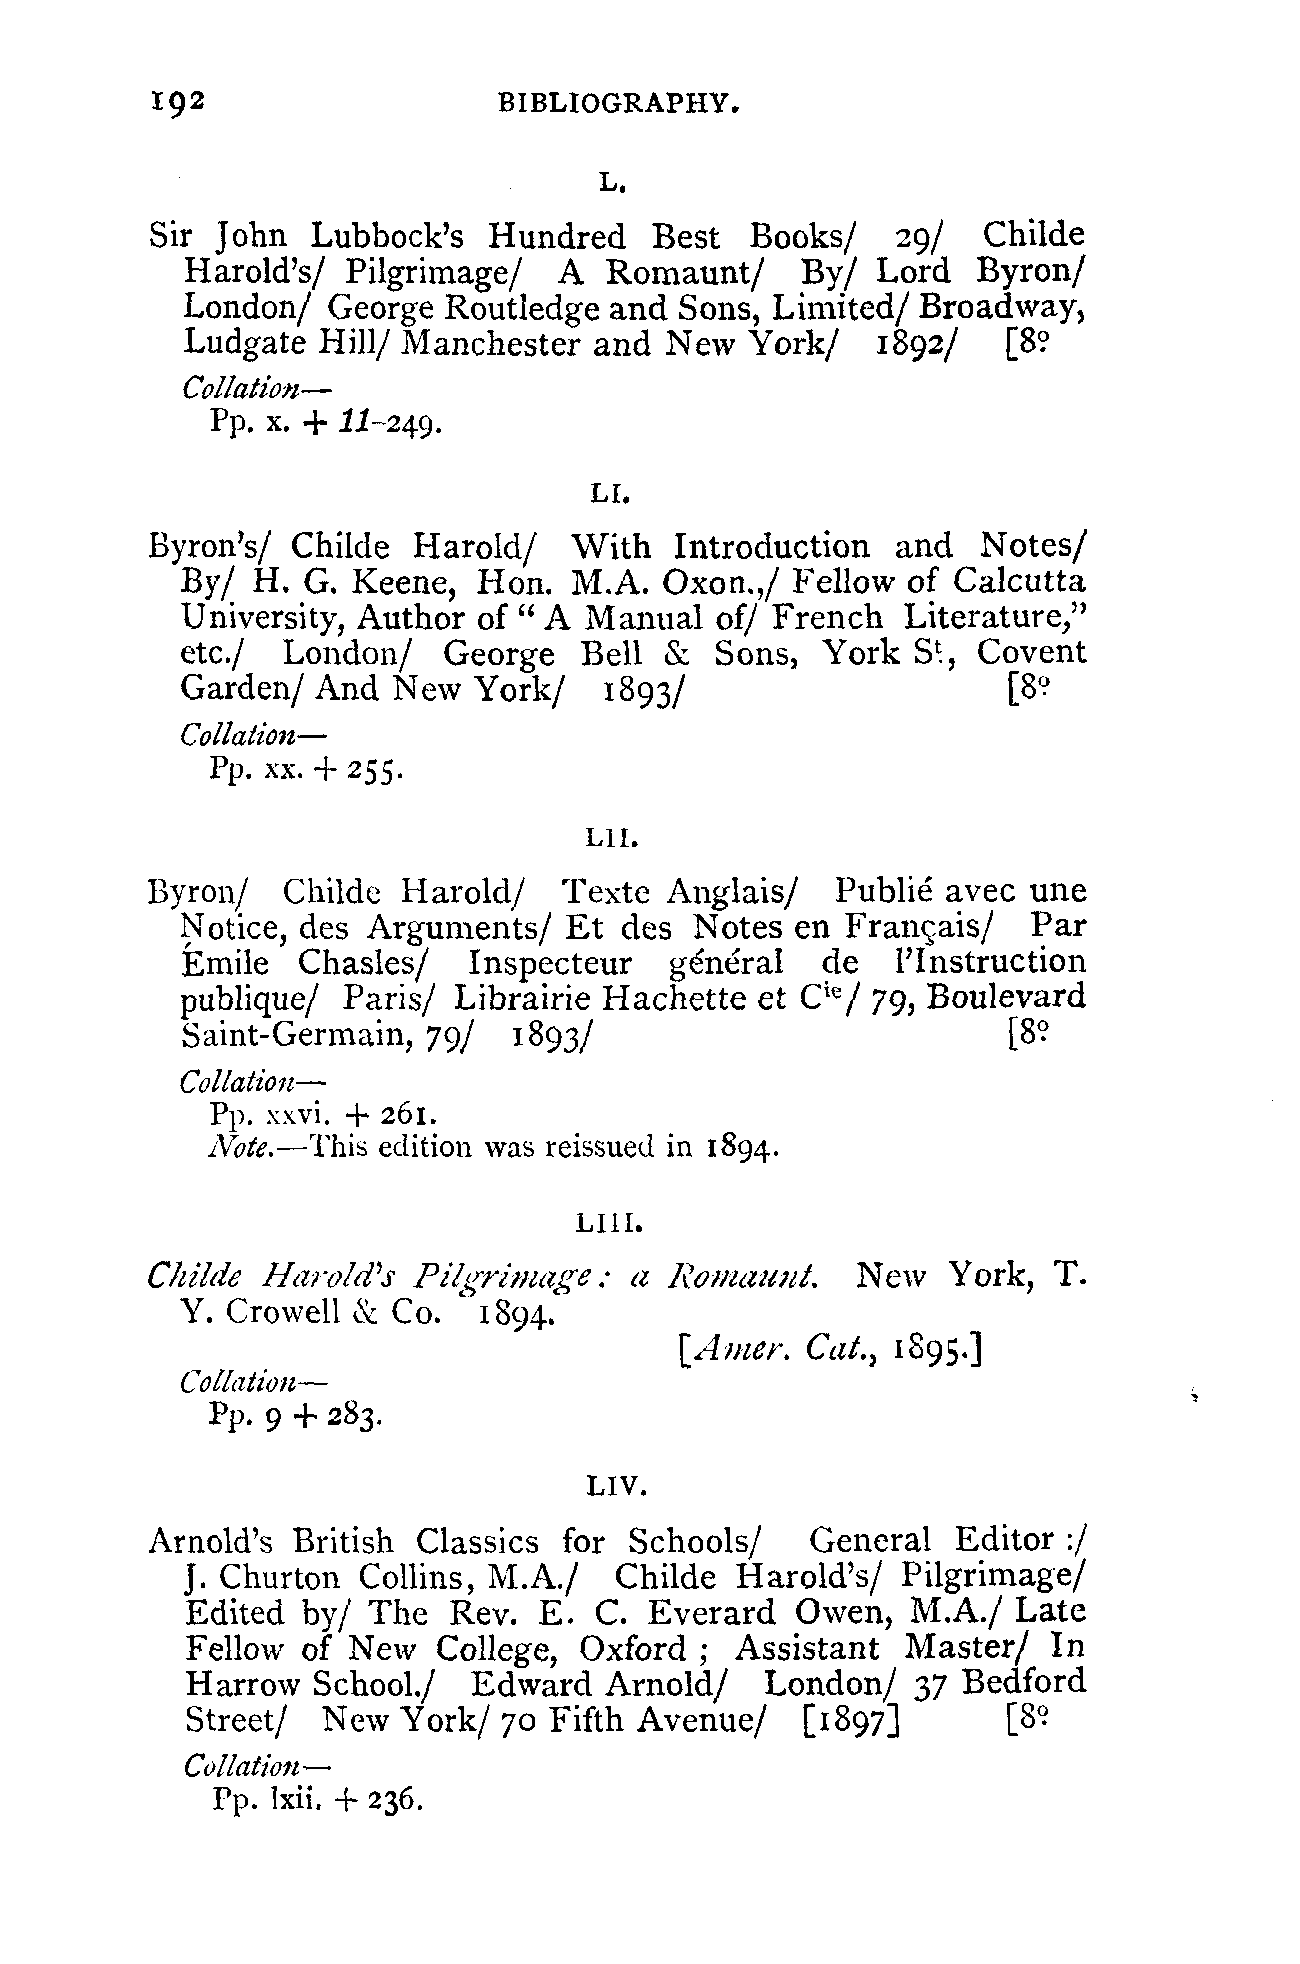 192 BIBLIOGRAPHY.
L.
Sir John Lubbock's Hundred Best Books/ 29/ Childe
Harold's/ Pilgrimage/ A Romaunt/ By/ Lord Byron/
London/ George Routledge and Sons, Limited/ Broadway,
Ludgate Hill/ Manchester and New York/ 1892/ [8º
Collation—
Pp. x. + 11-249.
LI.
Byron's/ Childe Harold/ With Introduction and Notes/
By/ H. G. Keene, Hon. M.A. Oxon.,/ Fellow of Calcutta
University, Author of "A Manual of/ French Literature,"
etc./ London/ George Bell & Sons, York St., Covent
Garden/ And New York/ 1893/ [8º
Collation—
Pp. xx. + 255.
LII.
Byron/ Childe Harold/ Texte Anglais/ Publié avec une
Notice, des Arguments/ Et des Notes en Français/ Par
Émile Chasles/ Inspecteur général de l'Instruction
publique/ Paris/ Librairie Hachette et Cie/ 79, Boulevard
Saint-Germain, 79/ 1893/ [8º
Collation—
Pp. xxvi. + 261.
Note.—This edition was reissued in 1894.
LIII.
Childe Harold's Pilgrimage: a Romaunt. New York, T.
Y. Crowell & Co. 1894.
[Amer. Cat., 1895.]
Collation—
Pp. 9 + 283.
LIV.
Arnold's British Classics for Schools/ General Editor :/
J. Churton Collins, M.A./ Childe Harold's/ Pilgrimage/
Edited by/ The Rev. E. C. Everard Owen, M.A./ Late
Fellow of New College, Oxford ; Assistant Master/ In
Harrow School./ Edward Arnold/ London/ 37 Bedford
Street/ New York/ 70 Fifth Avenue/ [1897] [8º
Collation—
Pp. lxii. + 236.